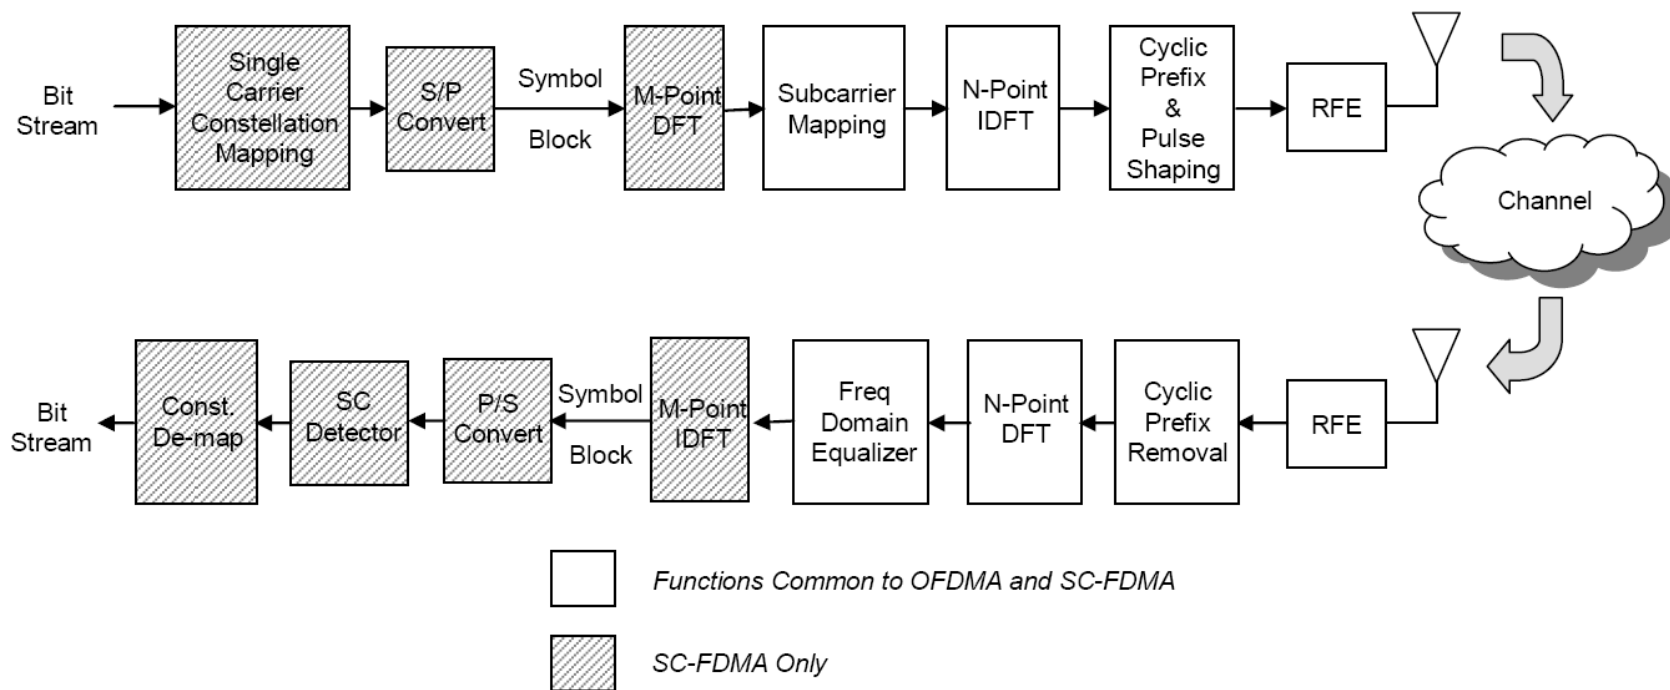 Bit
Stream
Single
Carrier
Constellation
Mapping
S/P
Convert
Symbol
Block
M-Point
DFT
Subcarrier
Mapping
N-Point
IDFT
Cyclic
Prefix
&
Pulse
Shaping
RFE
Channel
Bit
Stream
Const.
De-map
SC
Detector
P/S
Convert
Symbol
Block
M-Point
IDFT
Freq
Domain
Equalizer
N-Point
DFT
Cyclic
Prefix
Removal
RFE
Functions Common to OFDMA and SC-FDMA
SC-FDMA Only